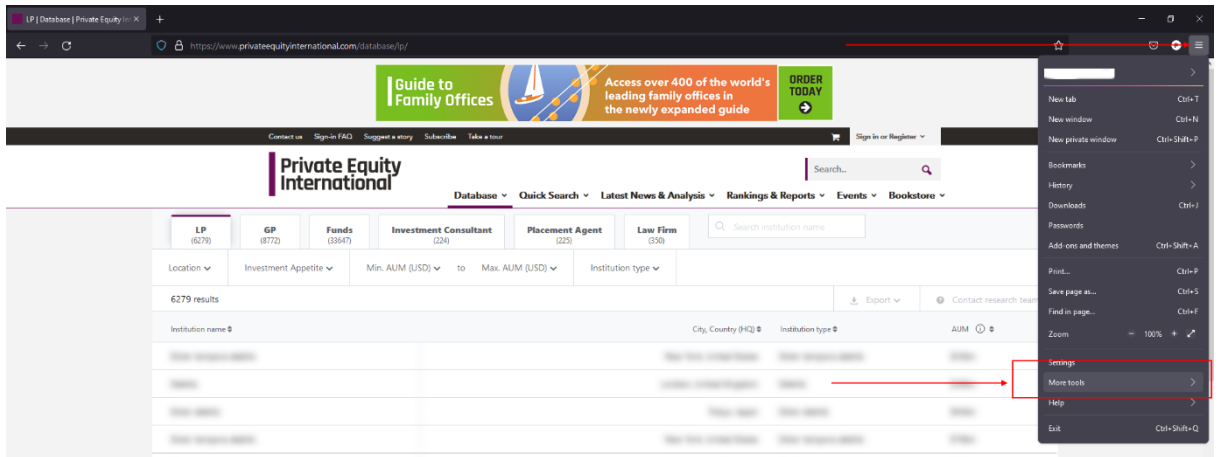 LP | Database | Private Equity Int
https://www.privateequityinternational.com/database/lp/
Guide to
Family Offices
Access over 400 of the world's
leading family offices in
the newly expanded guide
ORDER
TODAY
Contact us Sign-in FAQ Suggest a story Subscribe Take a tour
Sign in or Register
Private Equity
International
Search..
Database Quick Search Latest News & Analysis Rankings & Reports Events Bookstore
LP
(6279)
GP
(8772)
Funds
(33647)
Investment Consultant
(224)
Placement Agent
(225)
Law Firm
(350)
Search institution name
Location Investment Appetite Min. AUM (USD) to Max. AUM (USD) Institution type
6279 results
Export
Contact research team
Institution name City, Country (HQ) Institution type AUM
New tab Ctrl+T
New window Ctrl+N
New private window Ctrl+Shift+P
Bookmarks
History
Downloads Ctrl+J
Passwords
Add-ons and themes Ctrl+Shift+A
Print... Ctrl+P
Save page as... Ctrl+S
Find in page... Ctrl+F
Zoom 100%
Settings
More tools
Help
Exit Ctrl+Shift+Q